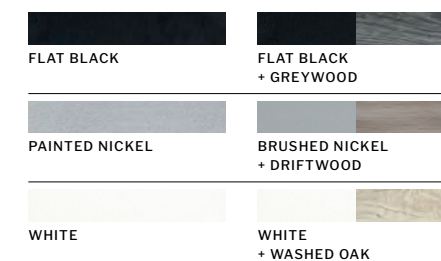 FLAT BLACK
FLAT BLACK
+ GREYWOOD
PAINTED NICKEL
BRUSHED NICKEL
+ DRIFTWOOD
WHITE
WHITE
+ WASHED OAK